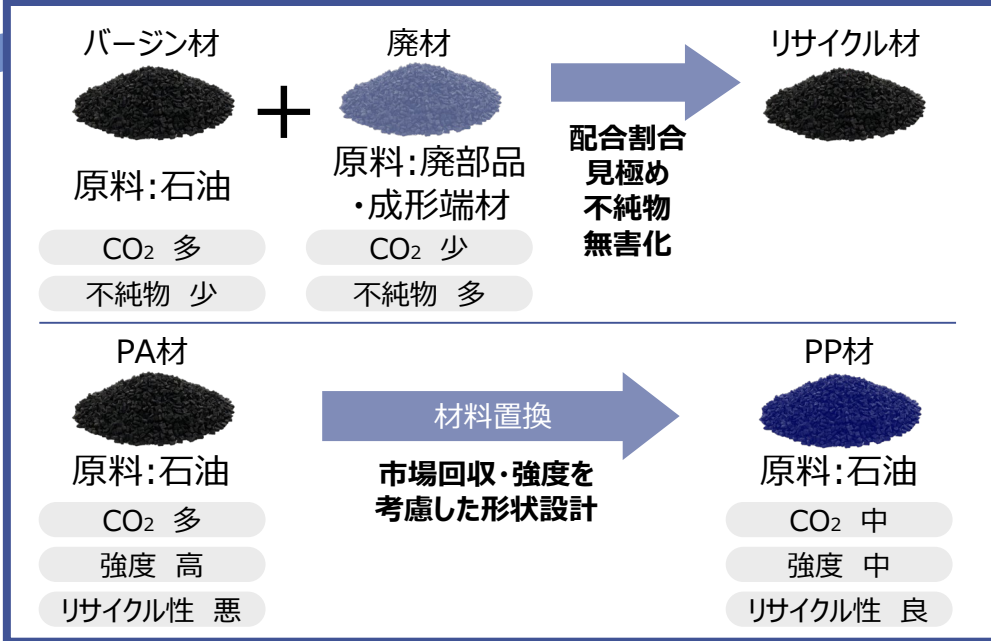 バージン材
廃材
リサイクル材
+
原料:石油
原料:廃部品
・成形端材
配合割合
見極め
不純物
無害化
CO2 多
CO2 少
不純物 少
不純物 多
PA材
PP材
材料置換
原料:石油
原料:石油
市場回収・強度を
考慮した形状設計
CO2 多
CO2 中
強度 高
強度 中
リサイクル性 悪
リサイクル性 良